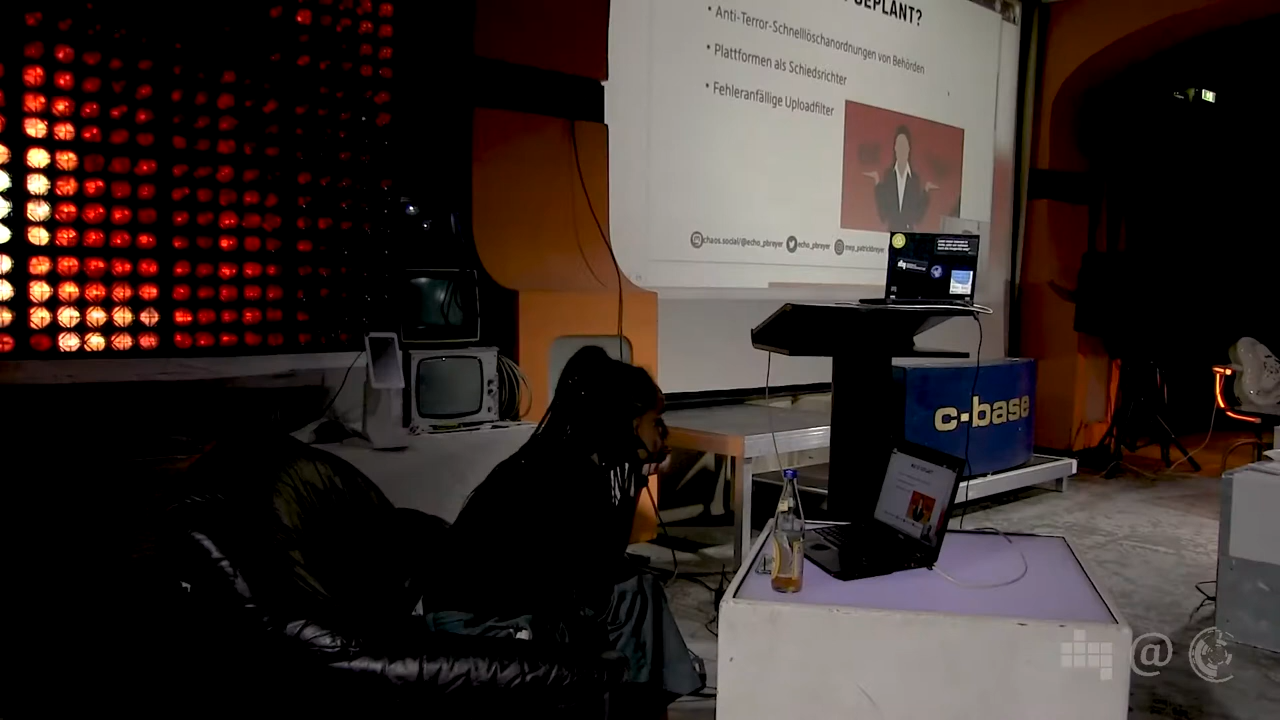 GEPLANT?
• Anti-Terror-Schnelllöschanordnungen von Behörden
• Plattformen als Schiedsrichter
• Fehleranfällige Uploadfilter
chaos.social/@echo_pbreyer echo_pbreyer mep_patrickbreyer
c-base
@